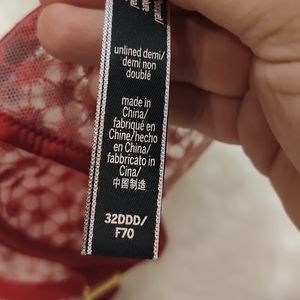 unlined demi/
demi non
doublé
made in
China/
fabriqué en
Chine/hecho
en China/
fabbricato in
Cina/
中国制造
32DDD/
F70